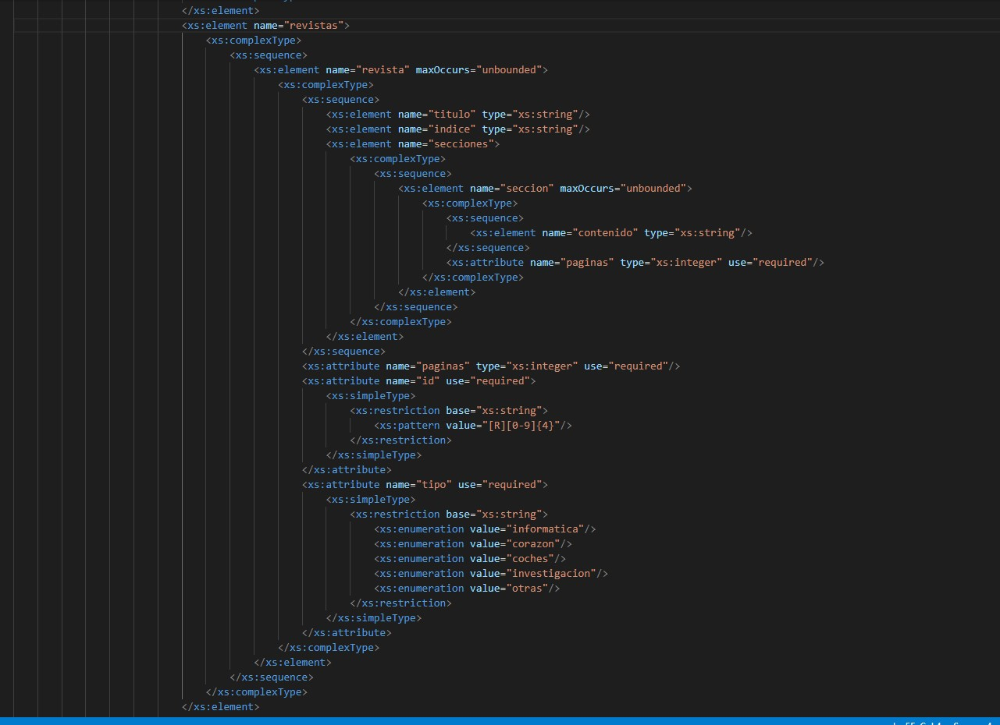 </xs:element>
<xs:element name="revistas">
<xs:complexType>
<xs:sequence>
<xs:element name="revista" maxOccurs="unbounded">
<xs:complexType>
<xs:sequence>
<xs:element name="titulo" type="xs:string"/>
<xs:element name="indice" type="xs:string"/>
<xs:element name="secciones">
<xs:complexType>
<xs:sequence>
<xs:element name="seccion" maxOccurs="unbounded">
<xs:complexType>
<xs:sequence>
<xs:element name="contenido" type="xs:string"/>
</xs:sequence>
<xs:attribute name="paginas" type="xs:integer" use="required"/>
</xs:complexType>
</xs:element>
</xs:sequence>
</xs:complexType>
</xs:element>
</xs:sequence>
<xs:attribute name="paginas" type="xs:integer" use="required"/>
<xs:attribute name="id" use="required">
<xs:simpleType>
<xs:restriction base="xs:string">
<xs:pattern value="[R][0-9]{4}"/>
</xs:restriction>
</xs:simpleType>
</xs:attribute>
<xs:attribute name="tipo" use="required">
<xs:simpleType>
<xs:restriction base="xs:string">
<xs:enumeration value="informatica"/>
<xs:enumeration value="corazon"/>
<xs:enumeration value="coches"/>
<xs:enumeration value="investigacion"/>
<xs:enumeration value="otras"/>
</xs:restriction>
</xs:simpleType>
</xs:attribute>
</xs:complexType>
</xs:element>
</xs:sequence>
</xs:complexType>
</xs:element>